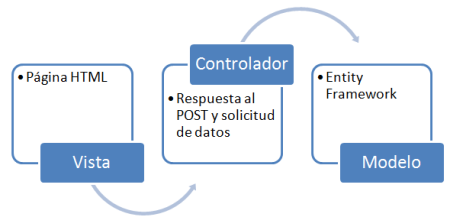 • Página HTML
Vista
Controlador
• Respuesta al
POST y solicitud
de datos
• Entity
Framework
Modelo